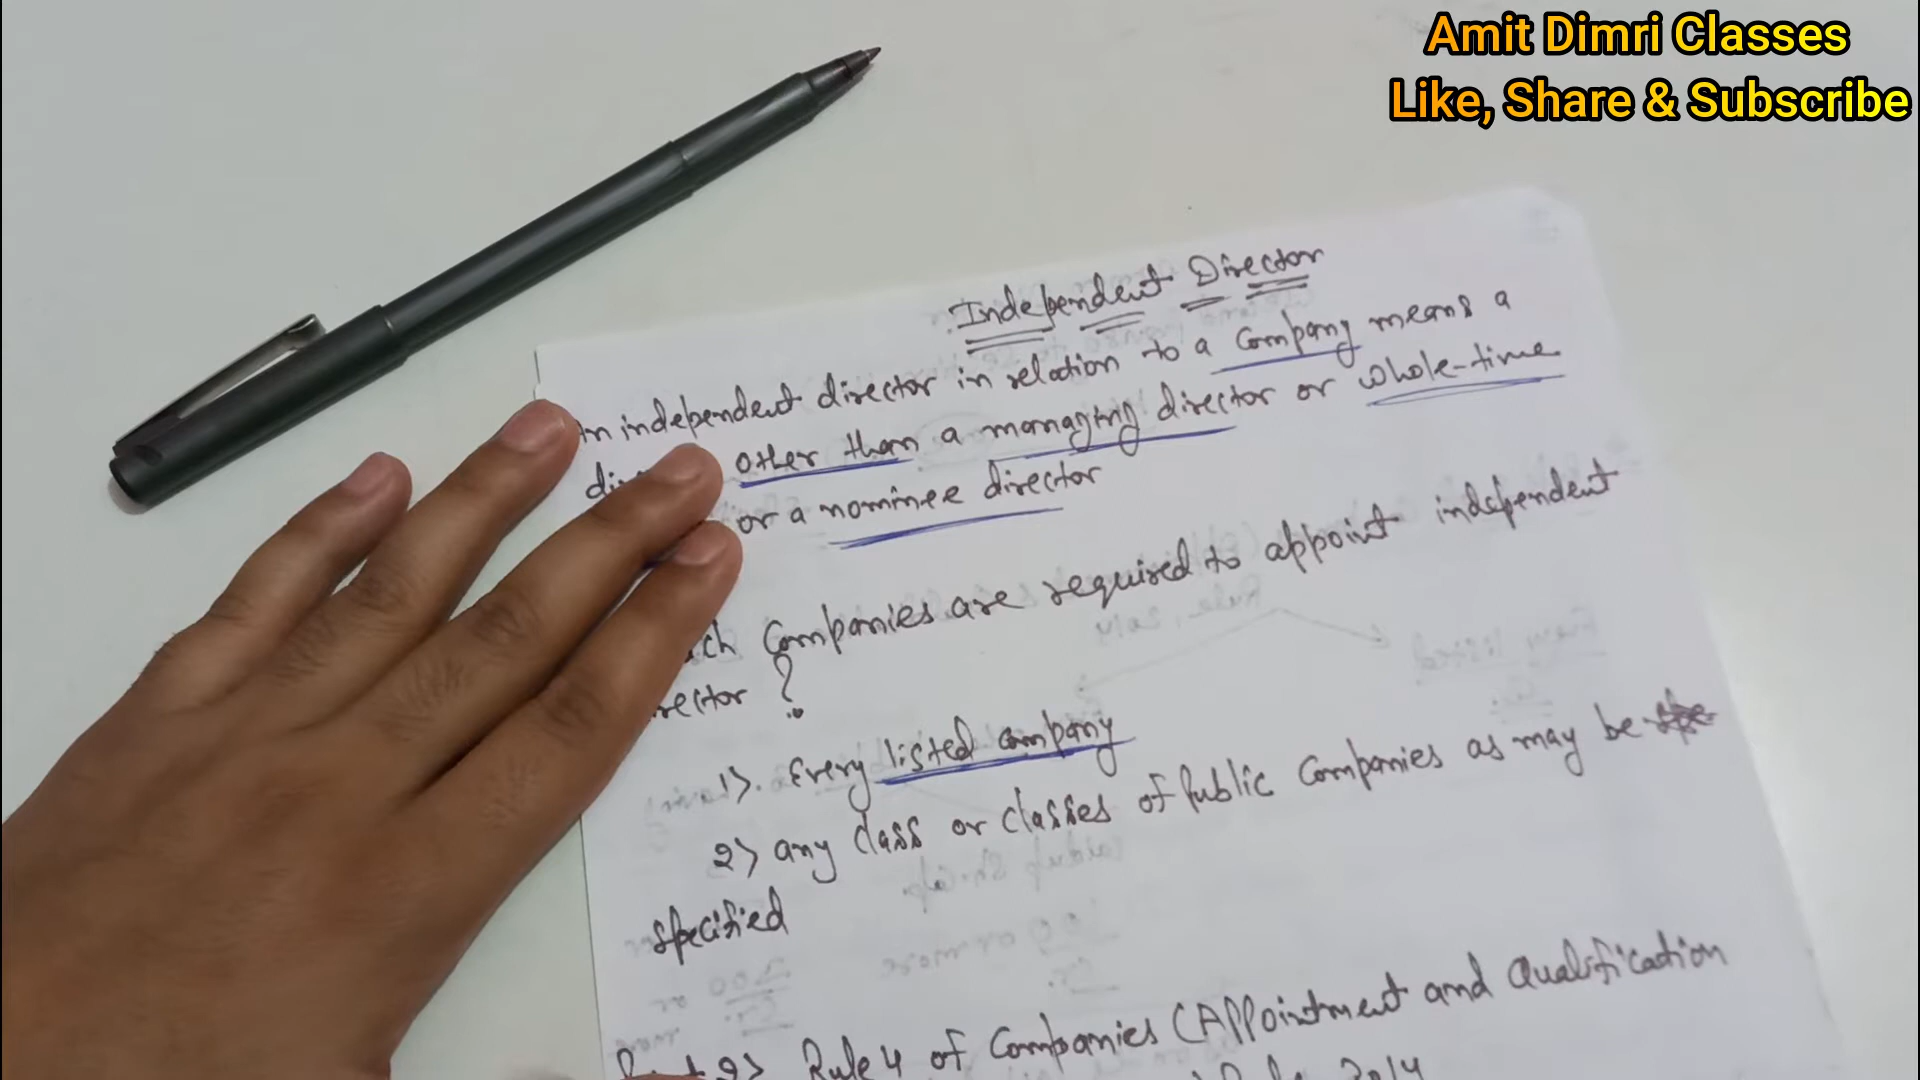 Amit Dimri Classes
Like, Share & Subscribe
Independent Director
An independent director in relation to a Company means a
other than a managing director or whole-time
or a nominee director
Companies are required to appoint independent
?
1). Every listed company
2) any class or classes of Public Companies as may be
specified
Rule 4 of Companies (Appointment and Qualification
2014